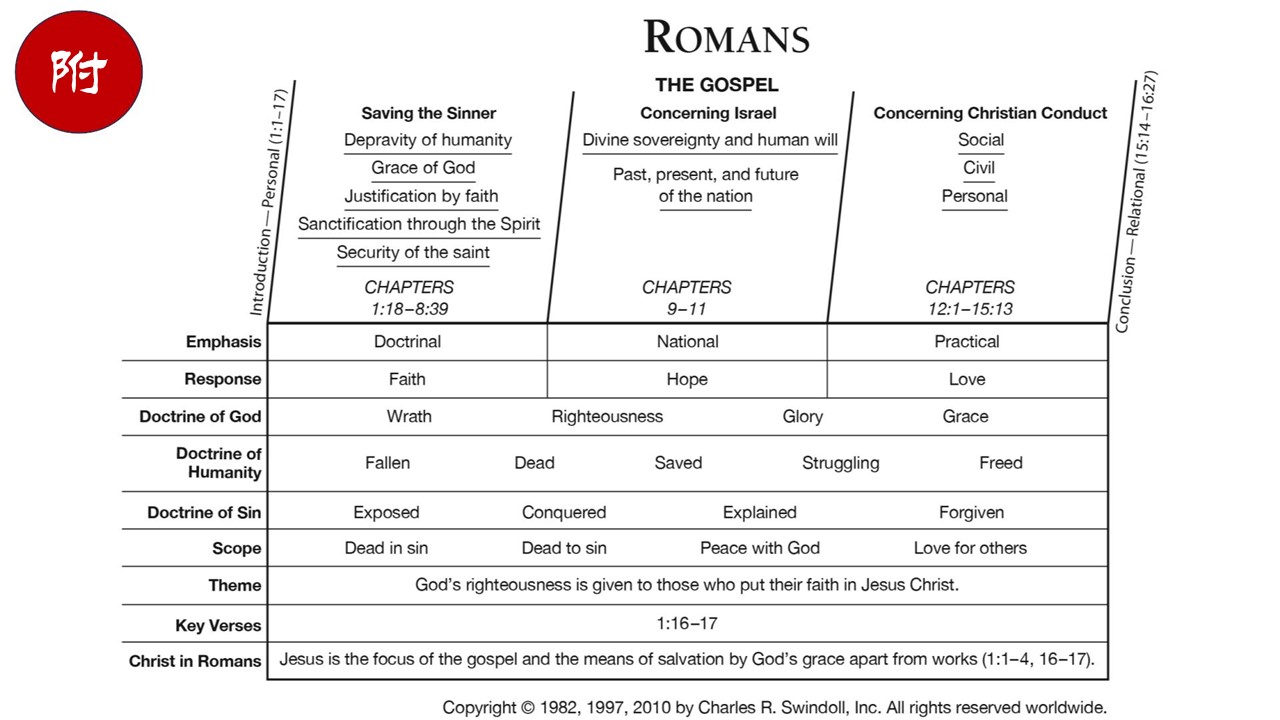 附
ROMANS
THE GOSPEL
Introduction—Personal (1:1–17)
Saving the Sinner
Depravity of humanity
Grace of God
Justification by faith
Sanctification through the Spirit
Security of the saint
CHAPTERS
1:18–8:39
Concerning Israel
Divine sovereignty and human will
Past, present, and future
of the nation
CHAPTERS
9–11
Concerning Christian Conduct
Social
Civil
Personal
CHAPTERS
12:1–15:13
Conclusion—Relational (15:14–16:27)
Emphasis Doctrinal National Practical
Response Faith Hope Love
Doctrine of God Wrath Righteousness Glory Grace
Doctrine of
Humanity Fallen Dead Saved Struggling Freed
Doctrine of Sin Exposed Conquered Explained Forgiven
Scope Dead in sin Dead to sin Peace with God Love for others
Theme God’s righteousness is given to those who put their faith in Jesus Christ.
Key Verses 1:16–17
Christ in Romans Jesus is the focus of the gospel and the means of salvation by God’s grace apart from works (1:1–4, 16–17).
Copyright © 1982, 1997, 2010 by Charles R. Swindoll, Inc. All rights reserved worldwide.